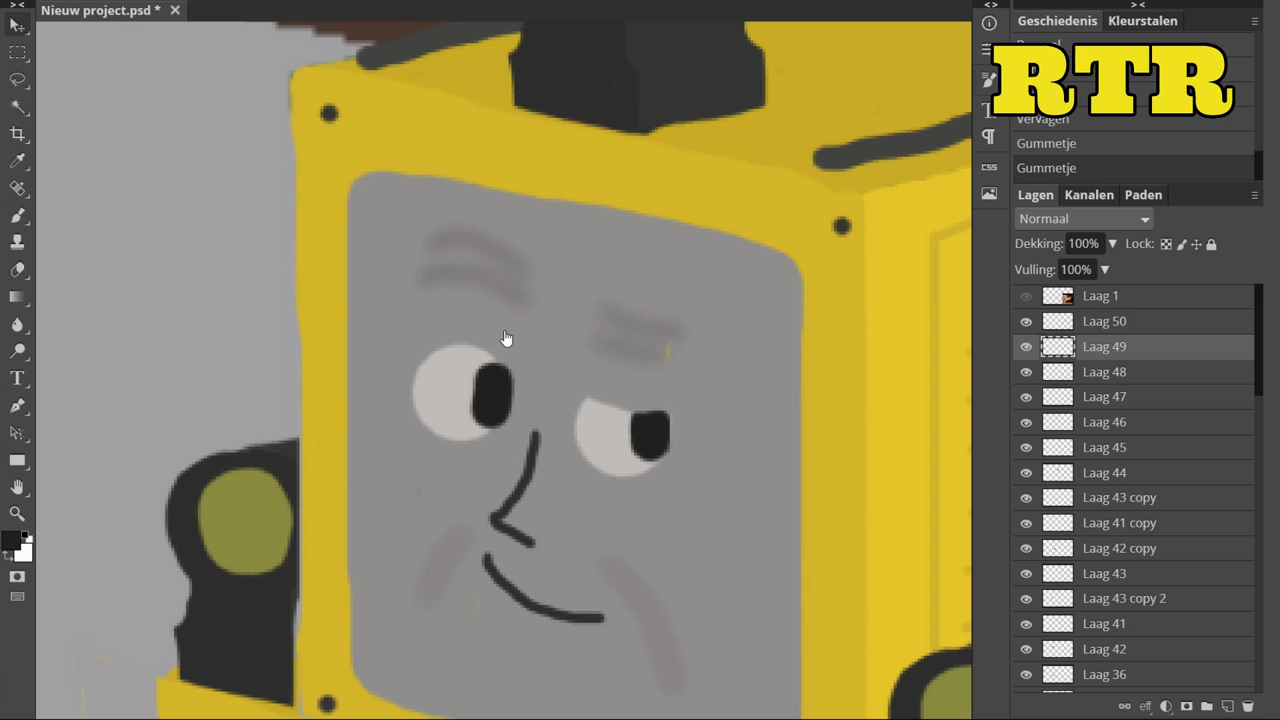 Nieuw project.psd *
Geschiedenis Kleurstalen
RTR
Vervagen
Gummetje
CSS
Gummetje
Lagen Kanalen Paden
Normaal
Dekking: 100% Lock:
Vulling: 100%
Laag 1
Laag 50
Laag 49
Laag 48
Laag 47
Laag 46
Laag 45
Laag 44
Laag 43 copy
Laag 41 copy
Laag 42 copy
Laag 43
Laag 43 copy 2
Laag 41
Laag 42
Laag 36
eff